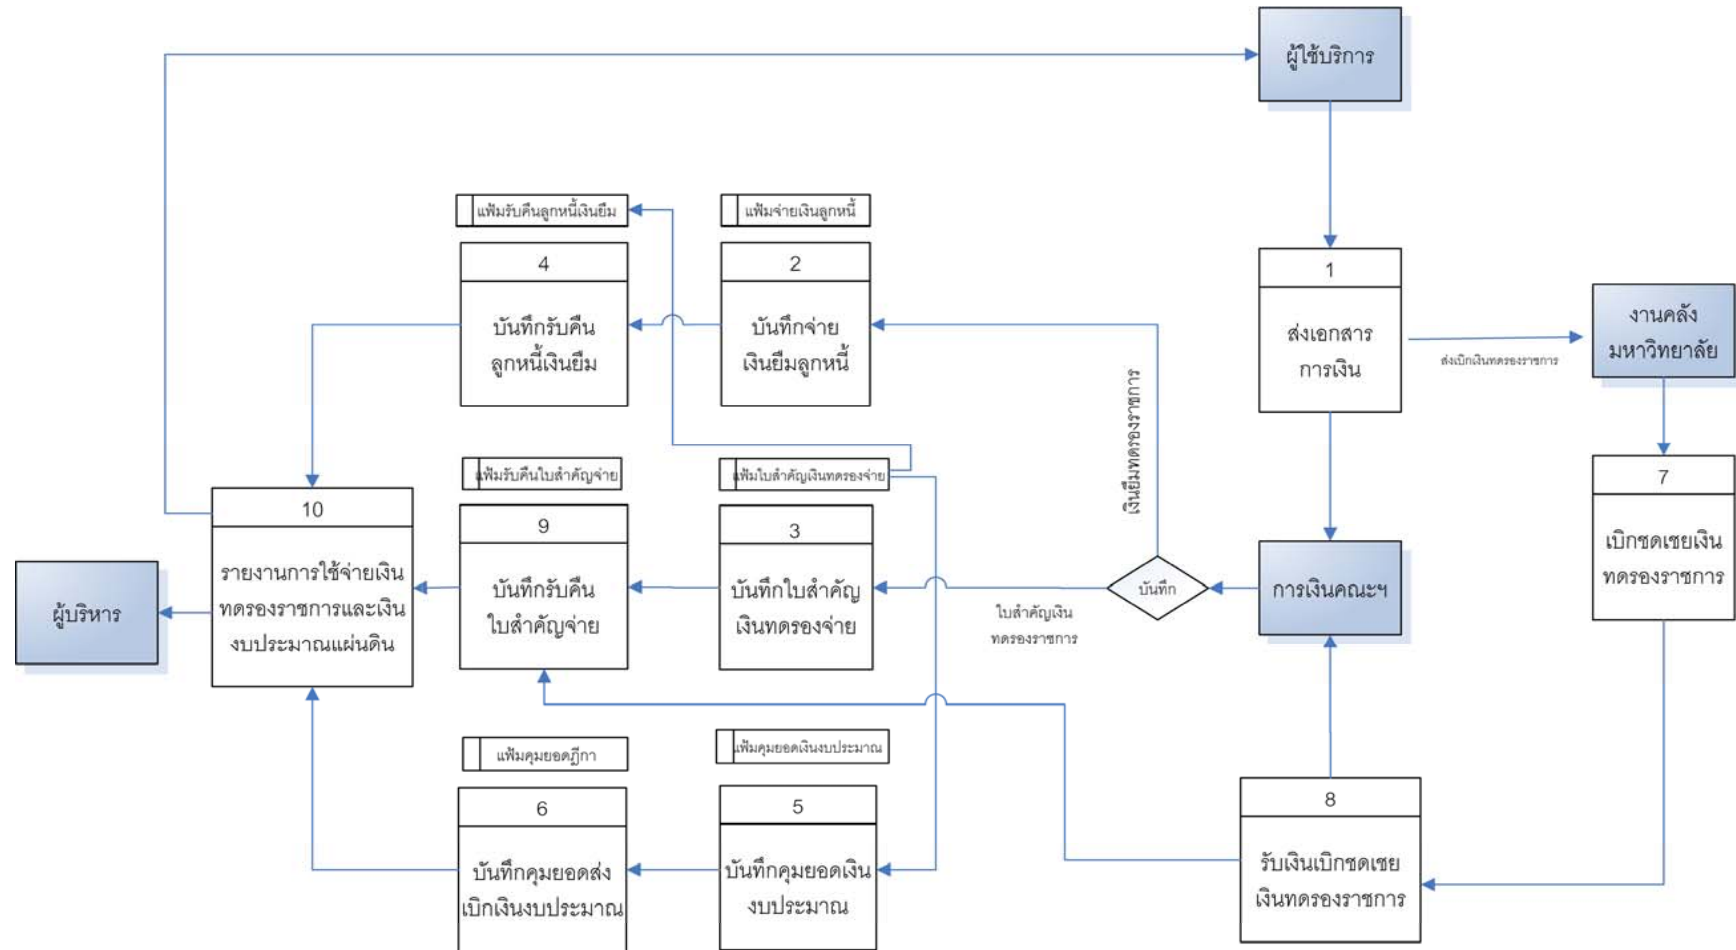 ผู้ใช้บริการ
แฟ้มรับคืนลูกหนี้เงินยืม
แฟ้มจ่ายเงินลูกหนี้
4
บันทึกรับคืน
ลูกหนี้เงินยืม
2
บันทึกจ่าย
เงินยืมลูกหนี้
1
ส่งเอกสาร
การเงิน
ส่งเบิกเงินทดรองราชการ
งานคลัง
มหาวิทยาลัย
เงินยืมทดรองราชการ
แฟ้มรับคืนใบสำคัญจ่าย
แฟ้มใบสำคัญเงินทดรองจ่าย
7
เบิกชดเชยเงิน
ทดรองราชการ
10
รายงานการใช้จ่ายเงิน
ทดรองราชการและเงิน
งบประมาณแผ่นดิน
9
บันทึกรับคืน
ใบสำคัญจ่าย
3
บันทึกใบสำคัญ
เงินทดรองจ่าย
บันทึก
การเงินคณะฯ
ผู้บริหาร
ใบสำคัญเงิน
ทดรองราชการ
แฟ้มคุมยอดฎีกา
แฟ้มคุมยอดเงินงบประมาณ
6
บันทึกคุมยอดส่ง
เบิกเงินงบประมาณ
5
บันทึกคุมยอดเงิน
งบประมาณ
8
รับเงินเบิกชดเชย
เงินทดรองราชการ